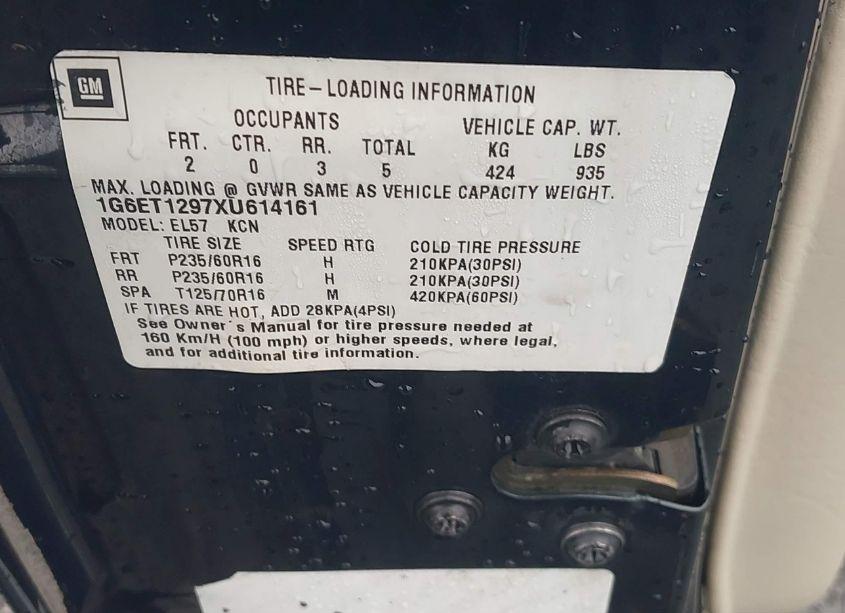 GM
TIRE-LOADING INFORMATION
OCCUPANTS VEHICLE CAP. WT.
FRT. CTR. RR. TOTAL KG LBS
2 0 3 5 424 935
MAX. LOADING @ GVWR SAME AS VEHICLE CAPACITY WEIGHT.
1G6ET1297XU614161
MODEL: EL57 KCN
TIRE SIZE SPEED RTG COLD TIRE PRESSURE
FRT P235/60R16 H 210KPA(30PSI)
RR P235/60R16 H 210KPA(30PSI)
SPA T125/70R16 M 420KPA(60PSI)
IF TIRES ARE HOT, ADD 28KPA(4PSI)
See Owner's Manual for tire pressure needed at
160 Km/H (100 mph) or higher speeds, where legal,
and for additional tire information.